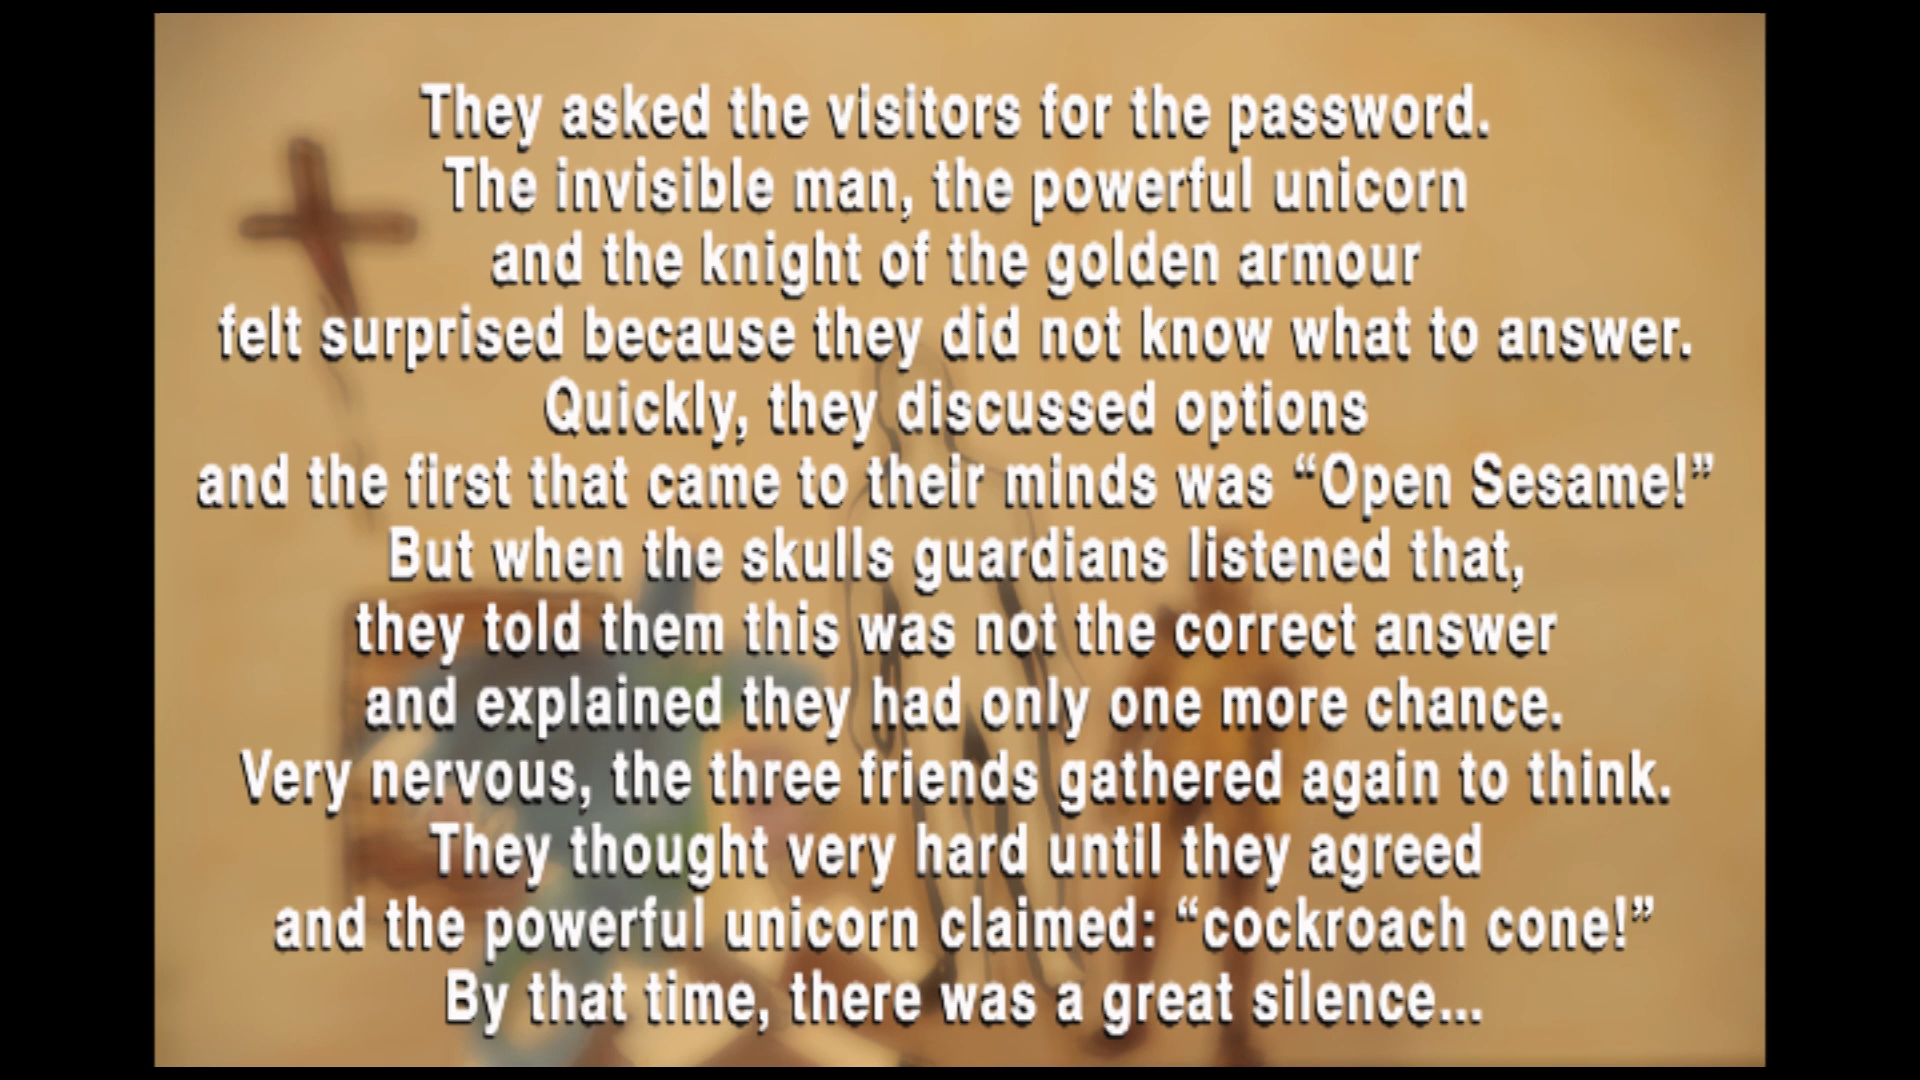 They asked the visitors for the password.
The invisible man, the powerful unicorn
and the knight of the golden armour
felt surprised because they did not know what to answer.
Quickly, they discussed options
and the first that came to their minds was “Open Sesame!”
But when the skulls guardians listened that,
they told them this was not the correct answer
and explained they had only one more chance.
Very nervous, the three friends gathered again to think.
They thought very hard until they agreed
and the powerful unicorn claimed: “cockroach cone!”
By that time, there was a great silence...